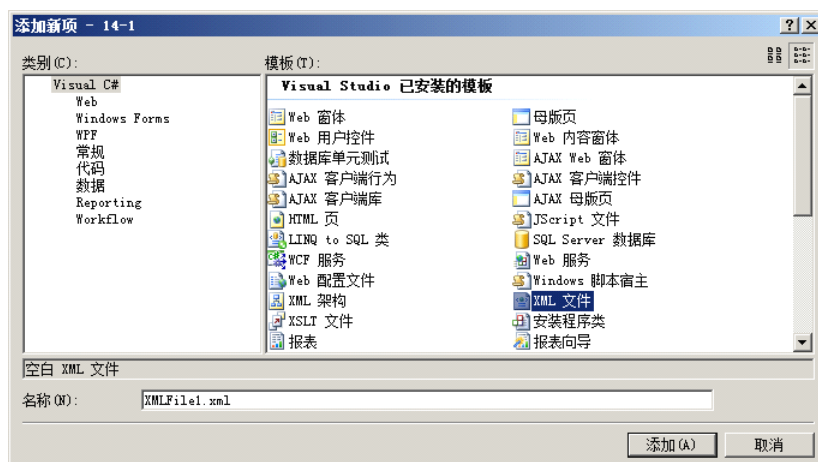 添加新项 - 14-1
类别(C):
模板(T):
Visual C#
Web
Windows Forms
WPF
常规
代码
数据
Reporting
Workflow
Visual Studio 已安装的模板
Web 窗体
母版页
Web 用户控件
Web 内容窗体
数据库单元测试
AJAX Web 窗体
AJAX 客户端行为
AJAX 客户端控件
AJAX 客户端库
AJAX 母版页
HTML 页
JScript 文件
LINQ to SQL 类
SQL Server 数据库
WCF 服务
Web 服务
Web 配置文件
Windows 脚本宿主
XML 架构
XML 文件
XSLT 文件
安装程序类
报表
报表向导
空白 XML 文件
名称(N):
XMLFile1.xml
添加(A)
取消